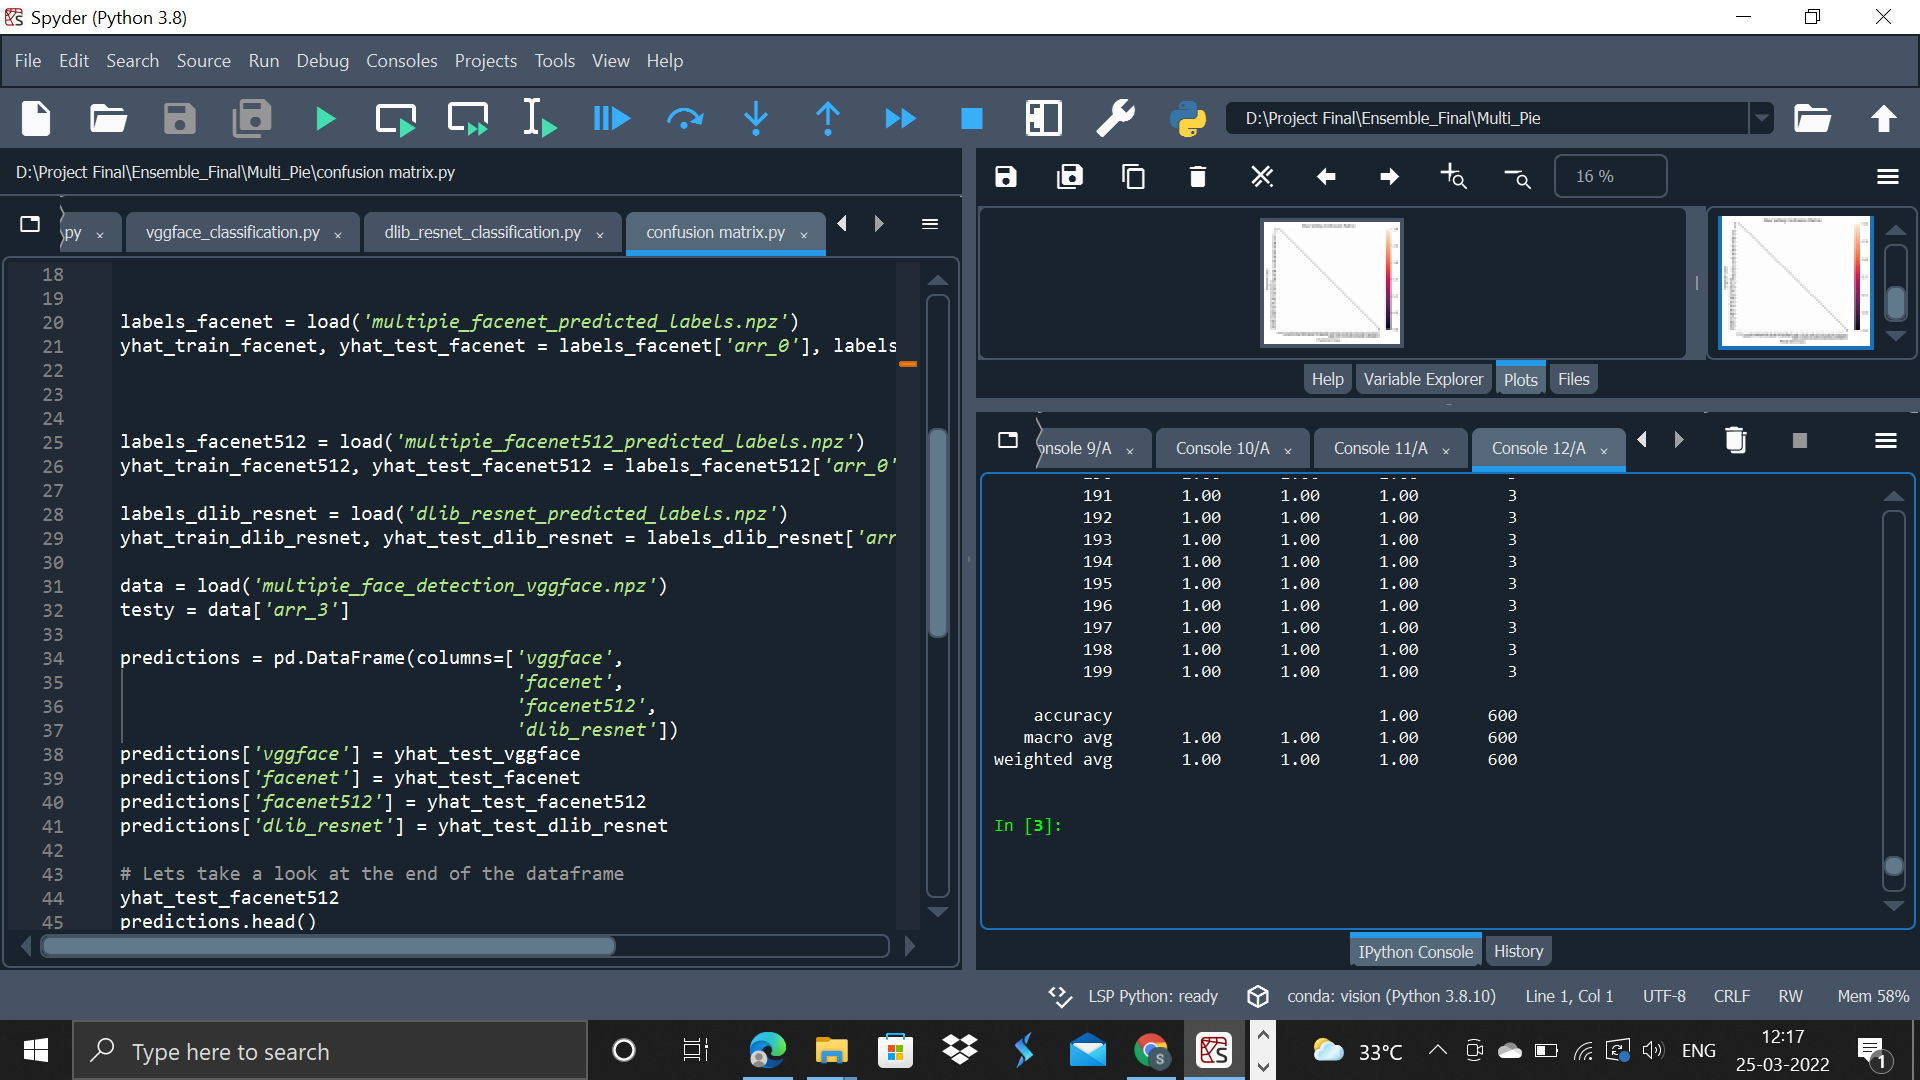 Spyder (Python 3.8)
File Edit Search Source Run Debug Consoles Projects Tools View Help
D:\Project Final\Ensemble_Final\Multi_Pie
D:\Project Final\Ensemble_Final\Multi_Pie\confusion matrix.py
16 %
py vggface_classification.py dlib_resnet_classification.py confusion matrix.py
18
19
20 labels_facenet = load('multipie_facenet_predicted_labels.npz')
21 yhat_train_facenet, yhat_test_facenet = labels_facenet['arr_0'], labels
22
23
24
25 labels_facenet512 = load('multipie_facenet512_predicted_labels.npz')
26 yhat_train_facenet512, yhat_test_facenet512 = labels_facenet512['arr_0'
27
28 labels_dlib_resnet = load('dlib_resnet_predicted_labels.npz')
29 yhat_train_dlib_resnet, yhat_test_dlib_resnet = labels_dlib_resnet['arr
30
31 data = load('multipie_face_detection_vggface.npz')
32 testy = data['arr_3']
33
34 predictions = pd.DataFrame(columns=['vggface',
35 'facenet',
36 'facenet512',
37 'dlib_resnet'])
38 predictions['vggface'] = yhat_test_vggface
39 predictions['facenet'] = yhat_test_facenet
40 predictions['facenet512'] = yhat_test_facenet512
41 predictions['dlib_resnet'] = yhat_test_dlib_resnet
42
43 # Lets take a look at the end of the dataframe
44 yhat_test_facenet512
45 predictions.head()
Help Variable Explorer Plots Files
onsole 9/A Console 10/A Console 11/A Console 12/A
191 1.00 1.00 1.00 3
192 1.00 1.00 1.00 3
193 1.00 1.00 1.00 3
194 1.00 1.00 1.00 3
195 1.00 1.00 1.00 3
196 1.00 1.00 1.00 3
197 1.00 1.00 1.00 3
198 1.00 1.00 1.00 3
199 1.00 1.00 1.00 3
accuracy 1.00 600
macro avg 1.00 1.00 1.00 600
weighted avg 1.00 1.00 1.00 600
In [3]:
IPython Console History
LSP Python: ready conda: vision (Python 3.8.10) Line 1, Col 1 UTF-8 CRLF RW Mem 58%
Type here to search
33°C ENG
12:17
25-03-2022
1